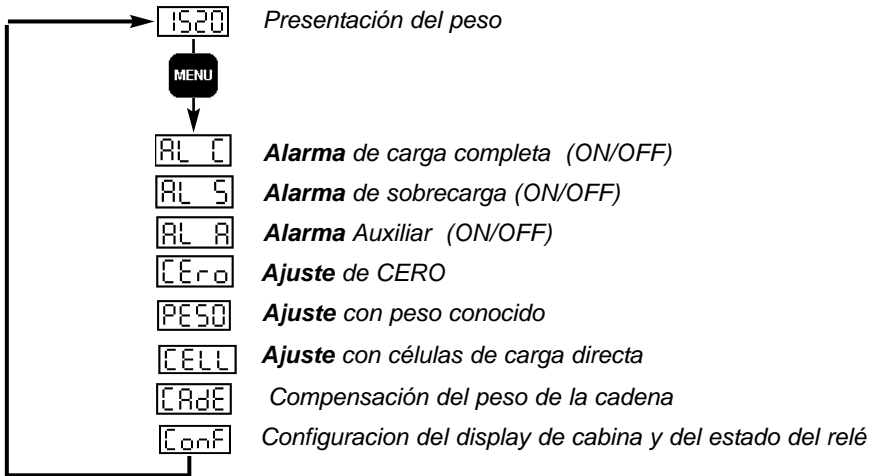 1520 Presentación del peso
MENU
AL C Alarma de carga completa (ON/OFF)
AL S Alarma de sobrecarga (ON/OFF)
AL A Alarma Auxiliar (ON/OFF)
CEro Ajuste de CERO
PESO Ajuste con peso conocido
CELL Ajuste con células de carga directa
CAdE Compensación del peso de la cadena
ConF Configuracion del display de cabina y del estado del relé